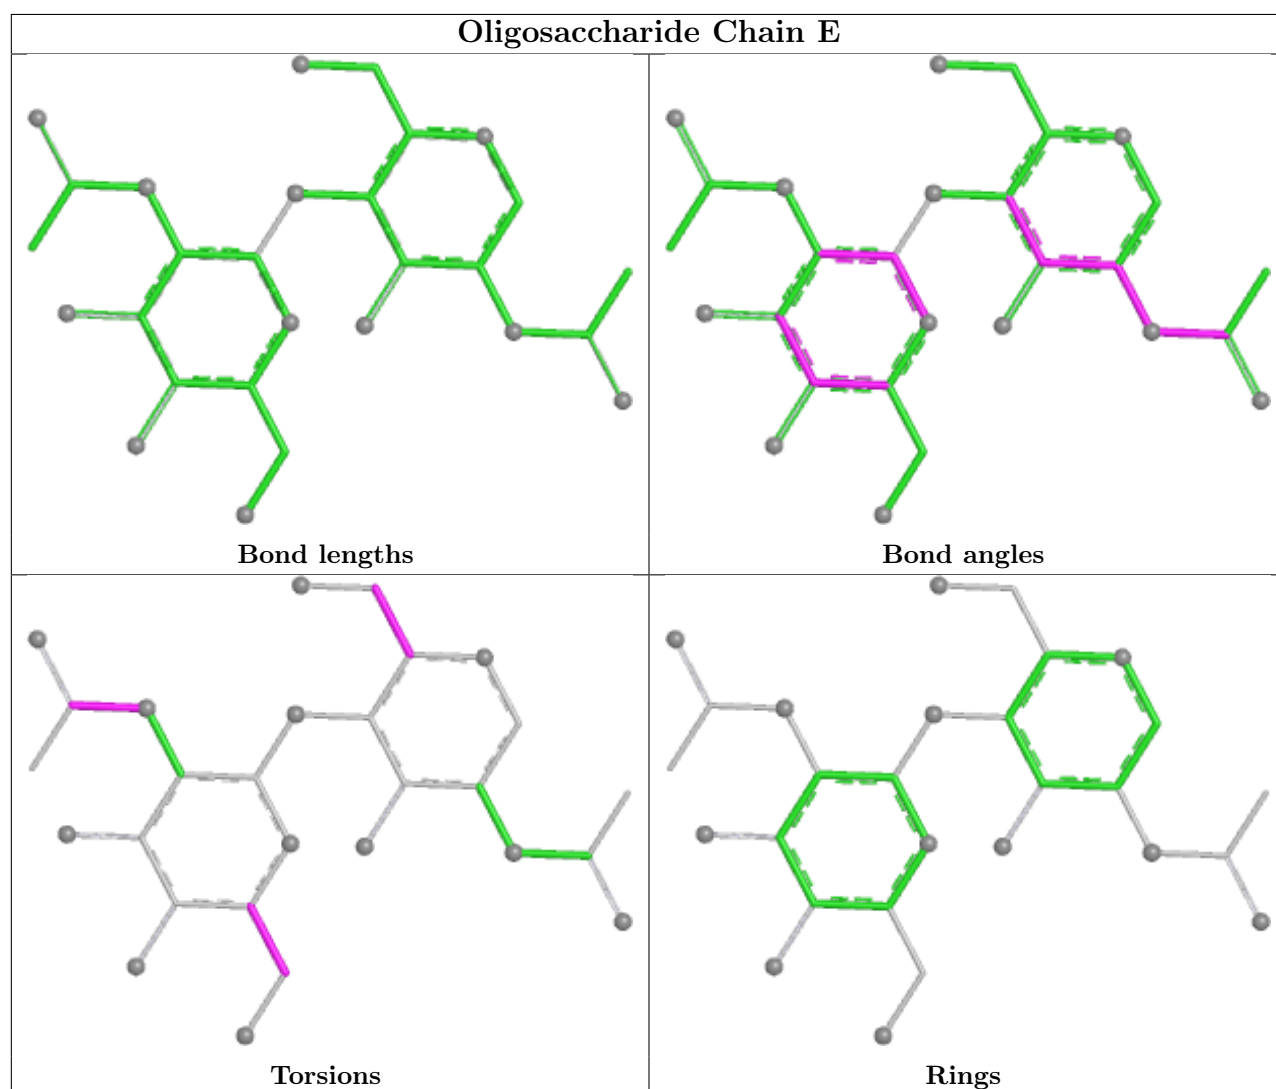 Oligosaccharide Chain E
Bond lengths
Bond angles
Torsions
Rings